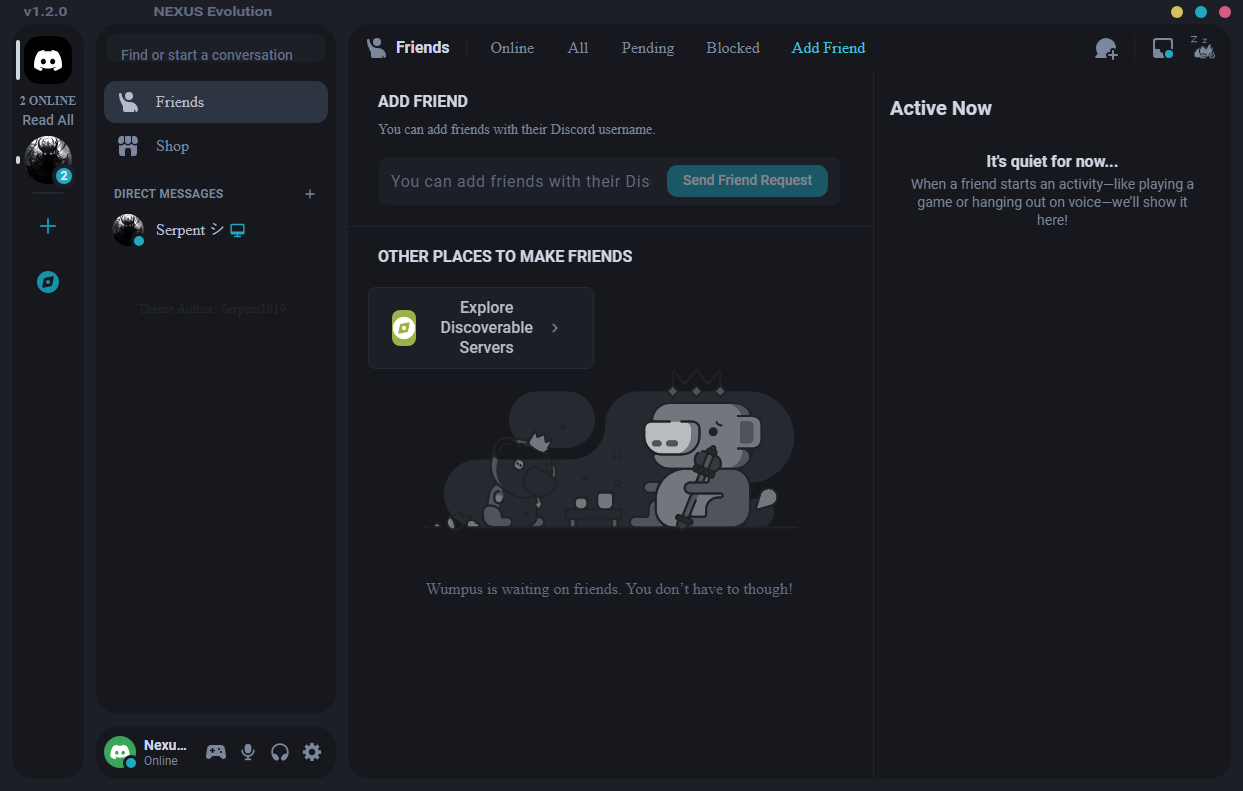 v1.2.0
NEXUS Evolution
Find or start a conversation
2 ONLINE
Read All
2
Friends
Shop
DIRECT MESSAGES
Serpent シ
Theme Author: Serpent1019
Nexu...
Online
Friends
Online
All
Pending
Blocked
Add Friend
z z
ADD FRIEND
You can add friends with their Discord username.
You can add friends with their Dis
Send Friend Request
OTHER PLACES TO MAKE FRIENDS
Explore
Discoverable
Servers
Wumpus is waiting on friends. You don’t have to though!
Active Now
It's quiet for now...
When a friend starts an activity—like playing a
game or hanging out on voice—we’ll show it
here!